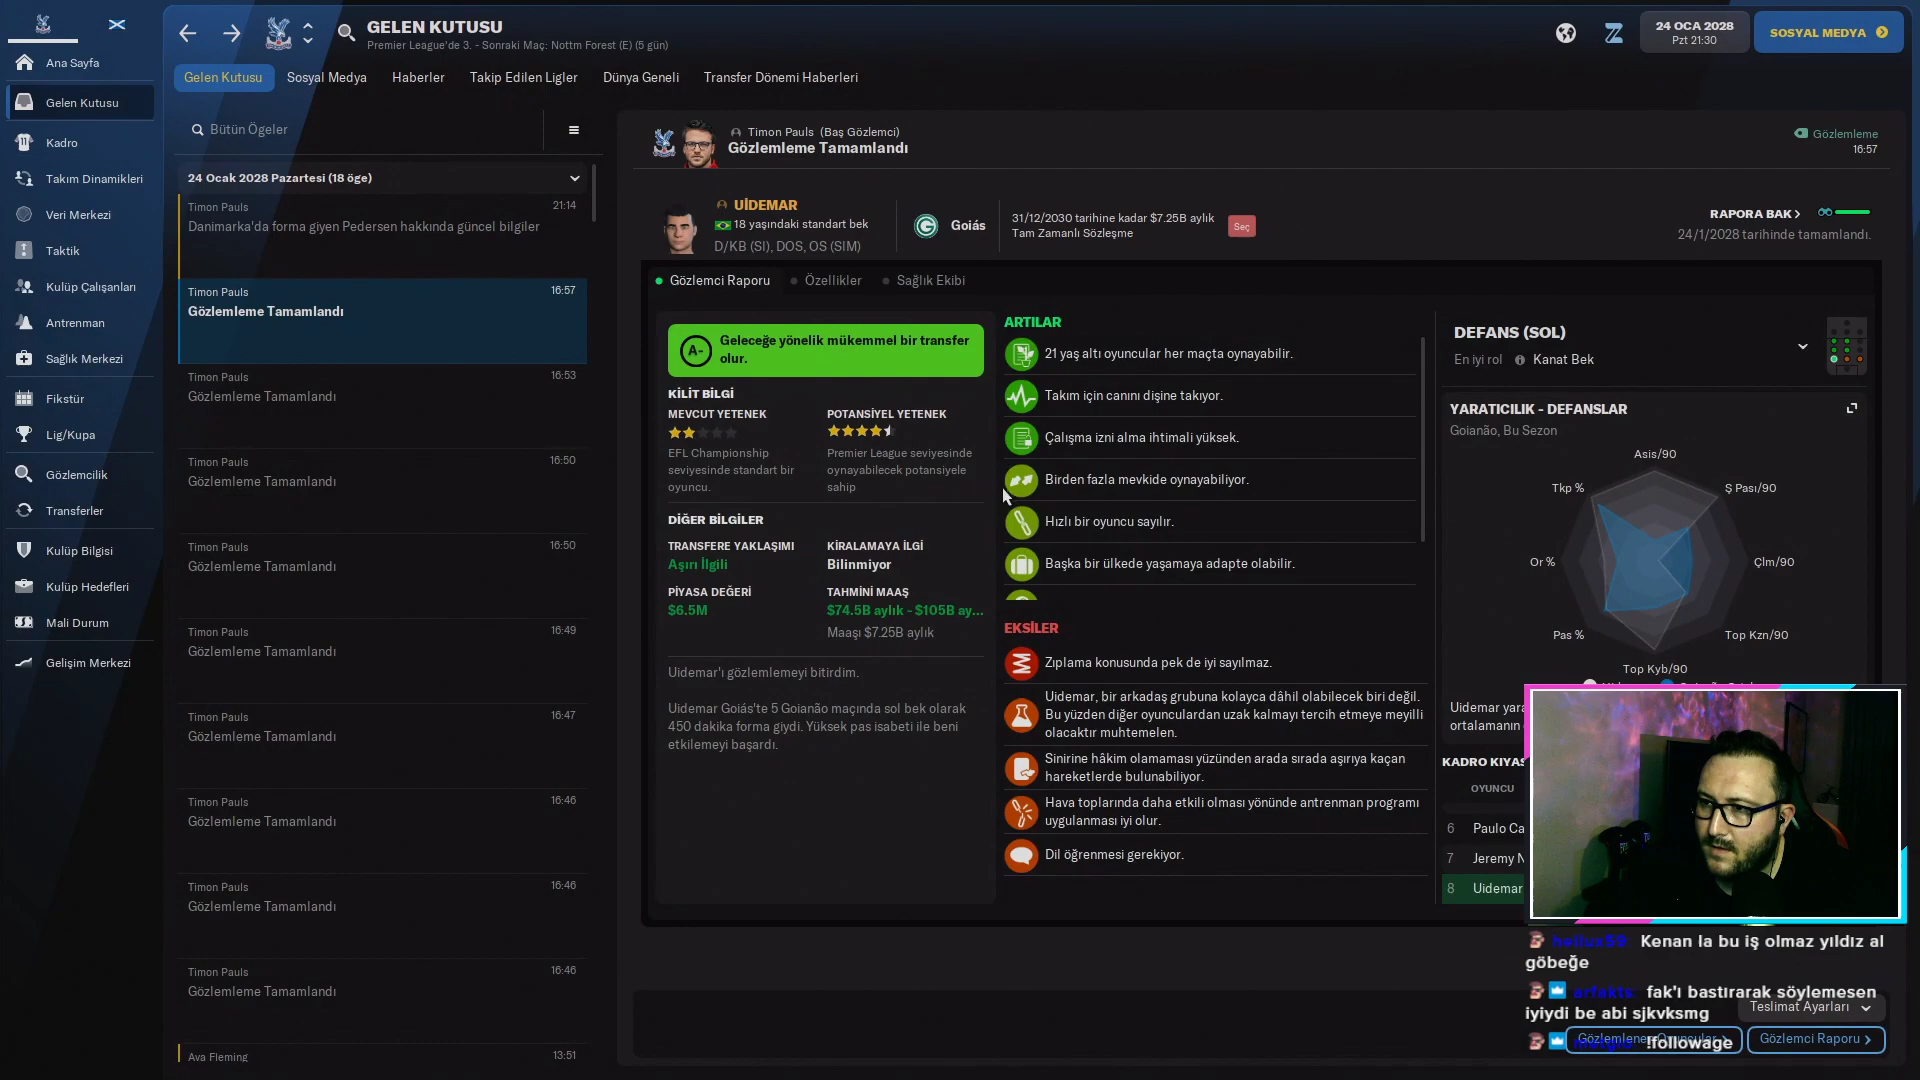 GELEN KUTUSU
Premier League'de 3. - Sonraki Maç: Nottm Forest (E) (5 gün)
24 OCA 2028
Pzt 21:30
SOSYAL MEDYA
Ana Sayfa
Gelen Kutusu
Kadro
Takım Dinamikleri
Veri Merkezi
Taktik
Kulüp Çalışanları
Antrenman
Sağlık Merkezi
Fikstür
Lig/Kupa
Gözlemcilik
Transferler
Kulüp Bilgisi
Kulüp Hedefleri
Mali Durum
Gelişim Merkezi
Gelen Kutusu
Sosyal Medya
Haberler
Takip Edilen Ligler
Dünya Geneli
Transfer Dönemi Haberleri
Bütün Ögeler
24 Ocak 2028 Pazartesi (18 öge)
Timon Pauls 21:14
Danimarka'da forma giyen Pedersen hakkında güncel bilgiler
Timon Pauls 16:57
Gözlemleme Tamamlandı
Timon Pauls 16:53
Gözlemleme Tamamlandı
Timon Pauls 16:50
Gözlemleme Tamamlandı
Timon Pauls 16:50
Gözlemleme Tamamlandı
Timon Pauls 16:49
Gözlemleme Tamamlandı
Timon Pauls 16:47
Gözlemleme Tamamlandı
Timon Pauls 16:46
Gözlemleme Tamamlandı
Timon Pauls 16:46
Gözlemleme Tamamlandı
Timon Pauls 16:46
Gözlemleme Tamamlandı
Ava Fleming 13:51
Timon Pauls (Baş Gözlemci)
Gözlemleme Tamamlandı
Gözlemleme
16:57
UİDEMAR
18 yaşındaki standart bek
D/KB (SI), DOS, OS (SIM)
Goiás
31/12/2030 tarihine kadar $7.25B aylık
Tam Zamanlı Sözleşme
Seç
RAPORA BAK
24/1/2028 tarihinde tamamlandı.
Gözlemci Raporu
Özellikler
Sağlık Ekibi
A-
Geleceğe yönelik mükemmel bir transfer
olur.
KİLİT BİLGİ
MEVCUT YETENEK
EFL Championship
seviyesinde standart bir
oyuncu.
POTANSİYEL YETENEK
Premier League seviyesinde
oynayabilecek potansiyele
sahip
DİĞER BİLGİLER
TRANSFERE YAKLAŞIMI
Aşırı İlgili
KİRALAMAYA İLGİ
Bilinmiyor
PİYASA DEĞERİ
$6.5M
TAHMİNİ MAAŞ
$74.5B aylık - $105B ay...
Maaşı $7.25B aylık
Uidemar'ı gözlemlemeyi bitirdim.
Uidemar Goiás'te 5 Goianão maçında sol bek olarak
450 dakika forma giydi. Yüksek pas isabeti ile beni
etkilemeyi başardı.
ARTILAR
21 yaş altı oyuncular her maçta oynayabilir.
Takım için canını dişine takıyor.
Çalışma izni alma ihtimali yüksek.
Birden fazla mevkide oynayabiliyor.
Hızlı bir oyuncu sayılır.
Başka bir ülkede yaşamaya adapte olabilir.
EKSİLER
Zıplama konusunda pek de iyi sayılmaz.
Uidemar, bir arkadaş grubuna kolayca dâhil olabilecek biri değil.
Bu yüzden diğer oyunculardan uzak kalmayı tercih etmeye meyilli
olacaktır muhtemelen.
Sinirine hâkim olamaması yüzünden arada sırada aşırıya kaçan
hareketlerde bulunabiliyor.
Hava toplarında daha etkili olması yönünde antrenman programı
uygulanması iyi olur.
Dil öğrenmesi gerekiyor.
DEFANS (SOL)
En iyi rol Kanat Bek
YARATICILIK - DEFANSLAR
Goianão, Bu Sezon
Asis/90
Tkp %
Ş Pası/90
Or %
Çlm/90
Pas %
Top Kzn/90
Top Kyb/90
Uidemar yara
ortalamanın
KADRO KIYAS
OYUNCU
6 Paulo Ca
7 Jeremy N
8 Uidemar
Kenan la bu iş olmaz yıldız al
göbeğe
arfakts: fak'ı bastırarak söylemesen
iyiydi be abi sjkvksmg
!followage
Teslimat Ayarları
Gözlemci Raporu